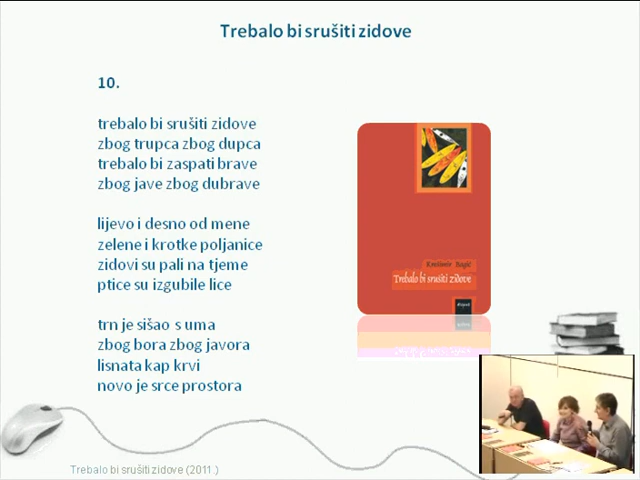 Trebalo bi srušiti zidove
10.
trebalo bi srušiti zidove
zbog trupca zbog dupca
trebalo bi zaspati brave
zbog jave zbog dubrave
lijevo i desno od mene
zelene i krotke poljanice
zidovi su pali na tjeme
ptice su izgubile lice
trn je sišao s uma
zbog bora zbog javora
lisnata kap krvi
novo je srce prostora
Krešimir Bagić
Trebalo bi srušiti zidove
Trebalo bi srušiti zidove (2011.)